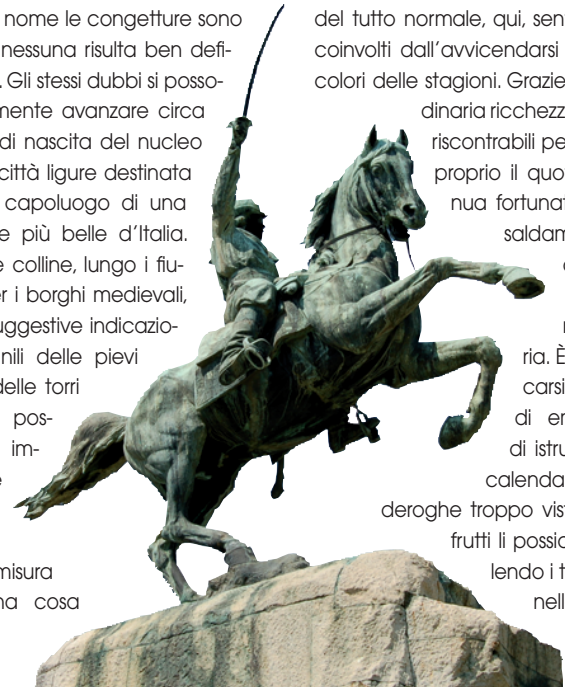 nome le congetture sono
nessuna risulta ben defi-
. Gli stessi dubbi si posso-
mente avanzare circa
di nascita del nucleo
città ligure destinata
capoluogo di una
e più belle d'Italia.
e colline, lungo i fiu-
er i borghi medievali,
uggestive indicazio-
nili delle pievi
delle torri
pos-
im-
e
misura
na cosa
del tutto normale, qui, sen
coinvolti dall'avvicendarsi
colori delle stagioni. Grazie
dinaria ricchezz
riscontrabili pe
proprio il quo
nua fortunat
saldam
ria. È
carsi
di er
di istru
calenda
deroghe troppo vist
frutti li possia
lendo i t
nell